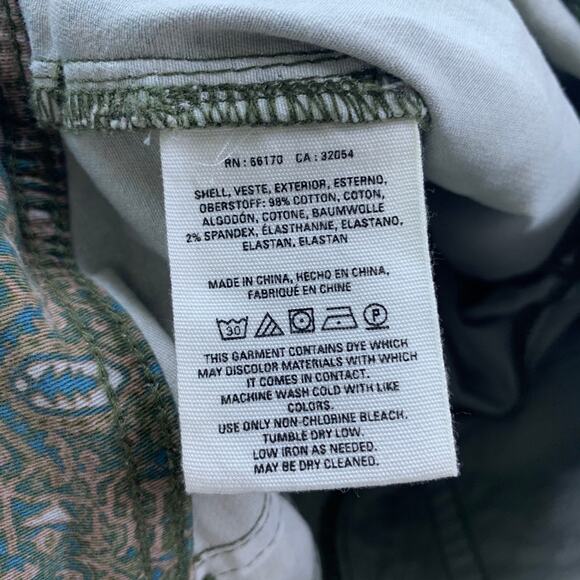 RN : 66170 CA : 32054
SHELL, VESTE, EXTERIOR, ESTERNO,
OBERSTOFF: 98% COTTON, COTON,
ALGODÓN, COTONE, BAUMWOLLE
2% SPANDEX, ÉLASTHANNE, ELASTANO,
ELASTAN, ELASTAN
MADE IN CHINA, HECHO EN CHINA,
FABRIQUÉ EN CHINE
30 P
THIS GARMENT CONTAINS DYE WHICH
MAY DISCOLOR MATERIALS WITH WHICH
IT COMES IN CONTACT.
MACHINE WASH COLD WITH LIKE
COLORS.
USE ONLY NON-CHLORINE BLEACH.
TUMBLE DRY LOW.
LOW IRON AS NEEDED.
MAY BE DRY CLEANED.